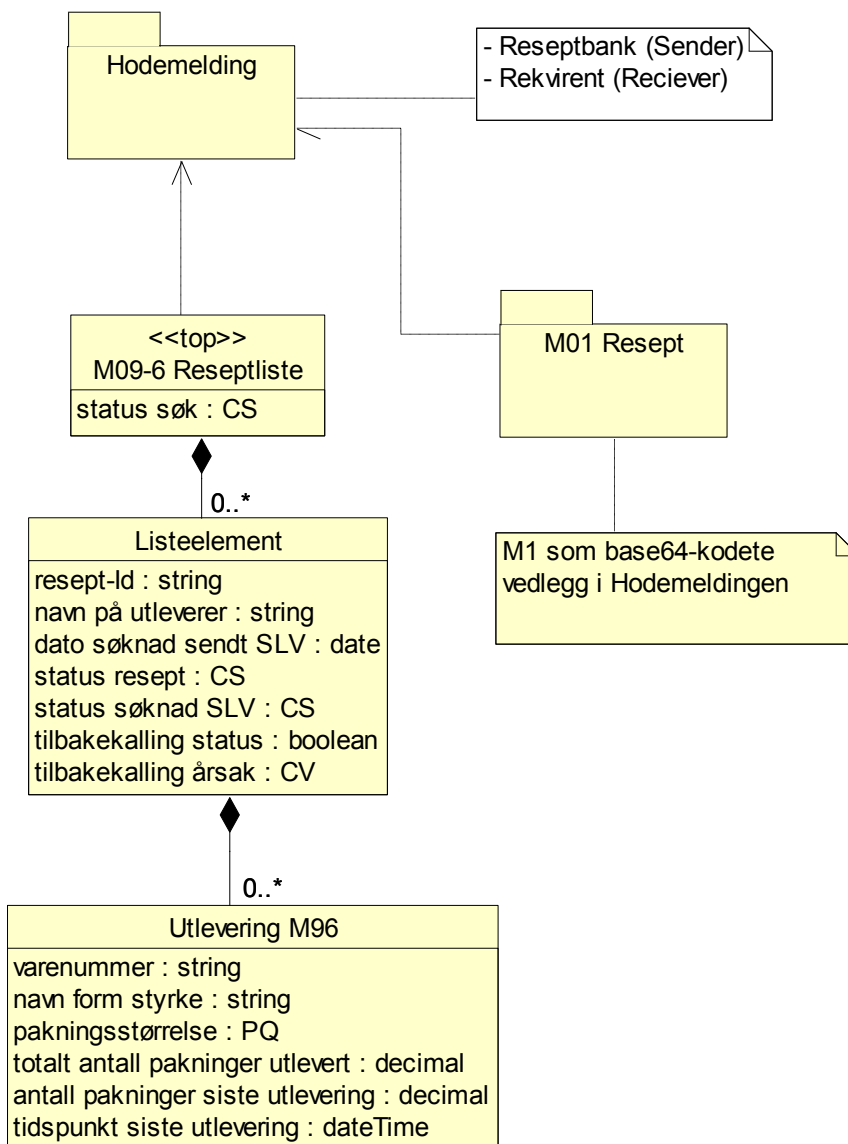 Hodemelding
- Reseptbank (Sender)
- Rekvirent (Reciever)
<<top>>
M09-6 Reseptliste
status søk : CS
M01 Resept
0..*
Listeelement
resept-Id : string
navn på utleverer : string
dato søknad sendt SLV : date
status resept : CS
status søknad SLV : CS
tilbakekalling status : boolean
tilbakekalling årsak : CV
M1 som base64-kodete
vedlegg i Hodemeldingen
0..*
Utlevering M96
varenummer : string
navn form styrke : string
pakningsstørrelse : PQ
totalt antall pakninger utlevert : decimal
antall pakninger siste utlevering : decimal
tidspunkt siste utlevering : dateTime